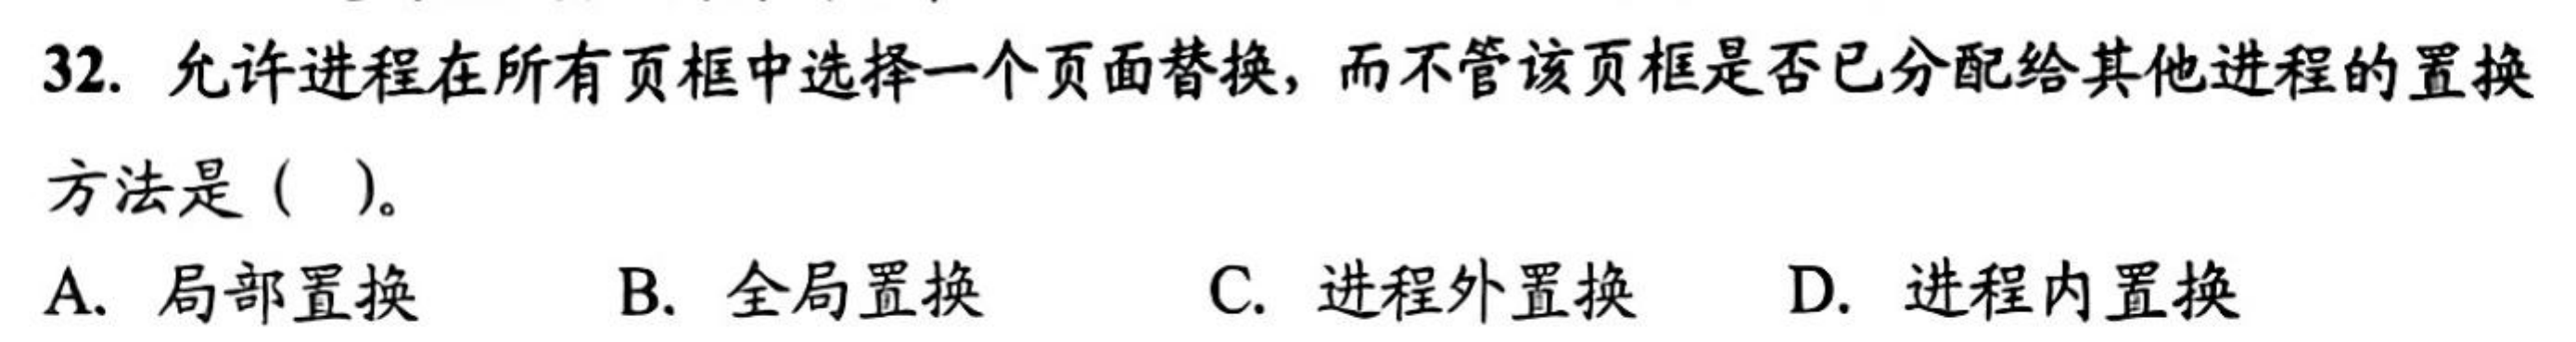 32. 允许进程在所有页框中选择一个页面替换，而不管该页框是否已分配给其他进程的置换
方法是（ ）。
A. 局部置换 B. 全局置换 C. 进程外置换 D. 进程内置换